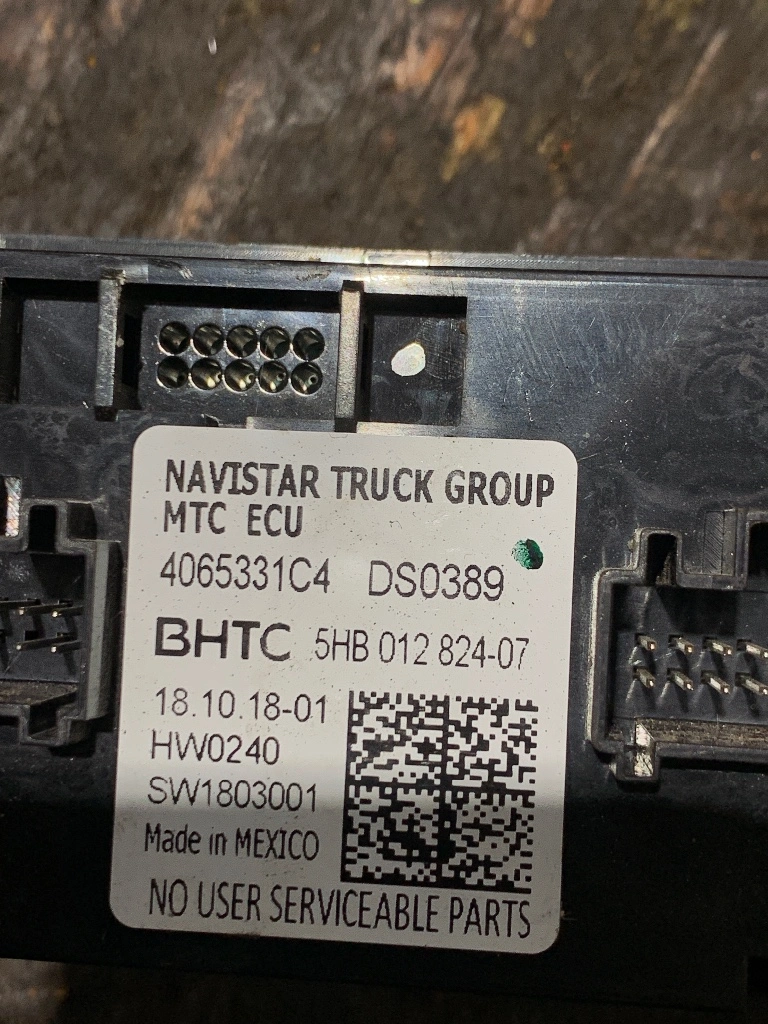 NAVISTAR TRUCK GROUP
MTC ECU
4065331C4 DS0389
BHTC 5HB 012 824-07
18.10.18-01
HW0240
SW1803001
Made in MEXICO
NO USER SERVICEABLE PARTS